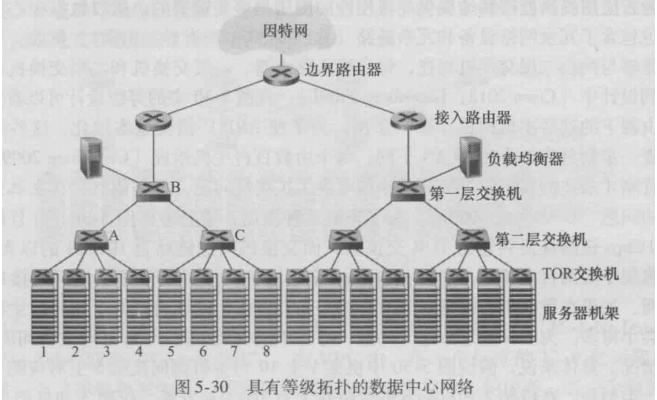 因特网
边界路由器
接入路由器
负载均衡器
B
第一层交换机
A
C
第二层交换机
TOR交换机
服务器机架
1 2 3 4 5 6 7 8
图 5-30 具有等级拓扑的数据中心网络